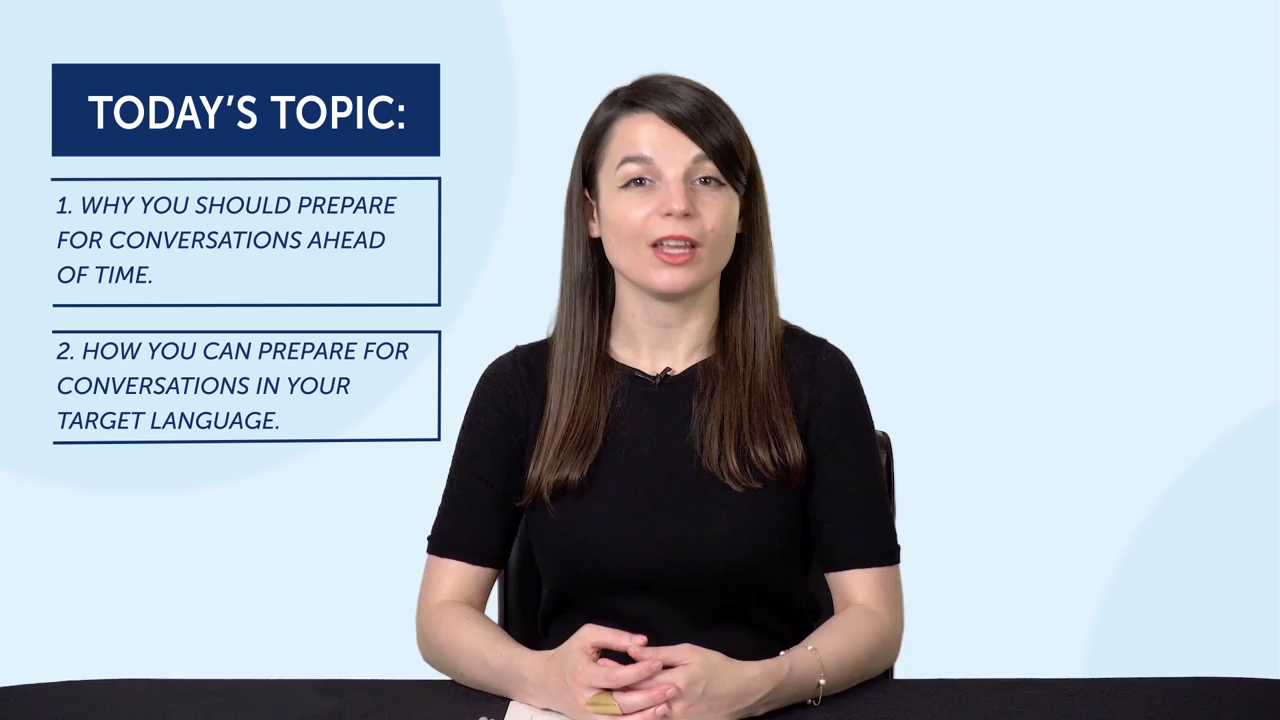 TODAY'S TOPIC:
1. WHY YOU SHOULD PREPARE
FOR CONVERSATIONS AHEAD
OF TIME.
2. HOW YOU CAN PREPARE FOR
CONVERSATIONS IN YOUR
TARGET LANGUAGE.